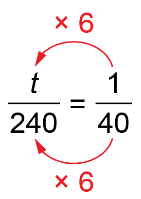 × 6
t/240 = 1/40
× 6